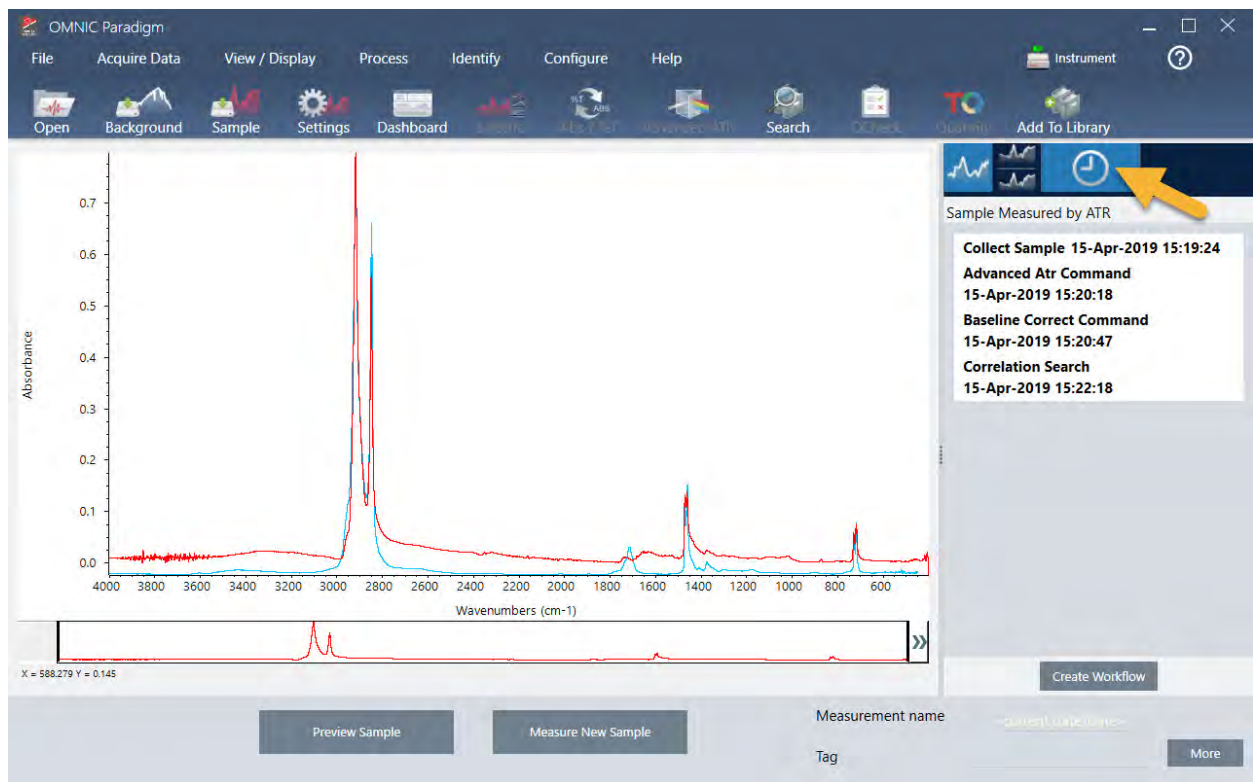 OMNIC Paradigm
File Acquire Data View / Display Process Identify Configure Help Instrument
Open Background Sample Settings Dashboard Search QCheck Quantify Add To Library
Sample Measured by ATR
Collect Sample 15-Apr-2019 15:19:24
Advanced Atr Command
15-Apr-2019 15:20:18
Baseline Correct Command
15-Apr-2019 15:20:47
Correlation Search
15-Apr-2019 15:22:18
Absorbance
0.7
0.6
0.5
0.4
0.3
0.2
0.1
0.0
4000 3800 3600 3400 3200 3000 2800 2600 2400 2200 2000 1800 1600 1400 1200 1000 800 600
Wavenumbers (cm-1)
X = 588.279 Y = 0.145
Create Workflow
Preview Sample Measure New Sample
Measurement name
Tag
More